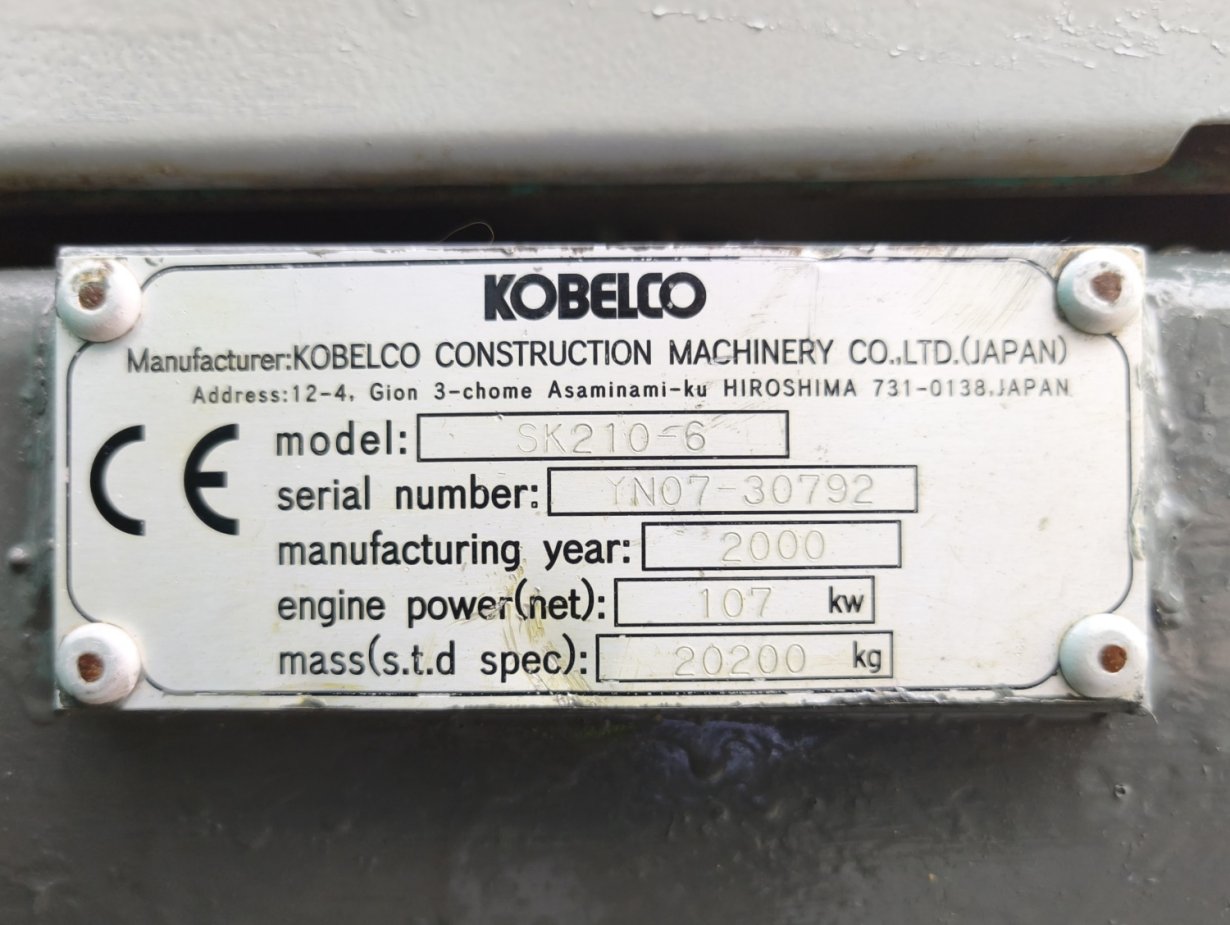 KOBELCO
Manufacturer:KOBELCO CONSTRUCTION MACHINERY CO.,LTD.(JAPAN)
Address:12-4, Gion 3-chome Asaminami-ku HIROSHIMA 731-0138,JAPAN
CE
model: SK210-6
serial number: YN07-30792
manufacturing year: 2000
engine power(net): 107 kw
mass(s.t.d spec): 20200 kg